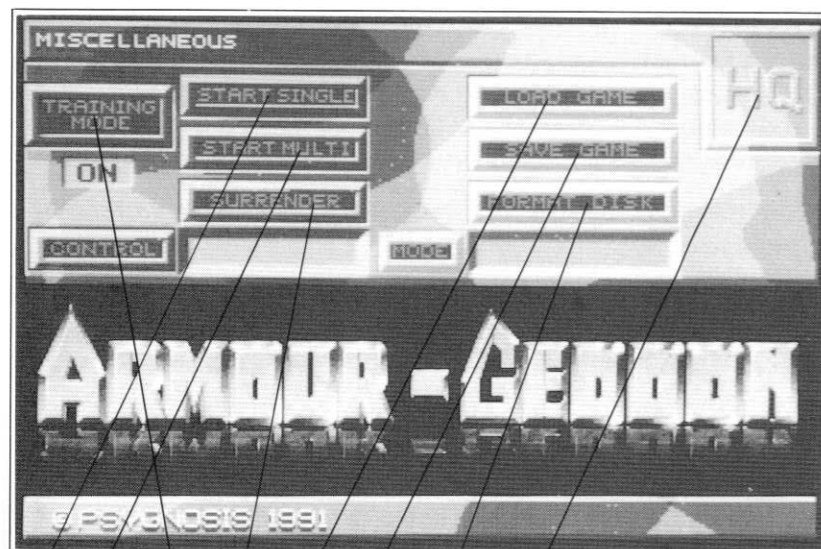 MISCELLANEOUS
HQ
TRAINING
MODE
START SINGLE
LOAD GAME
START MULTI
SAVE GAME
ON
SURRENDER
FORMAT DISK
CONTROL
MODE
ARMOUR-GEDDON
© PSYGNOSIS 1991